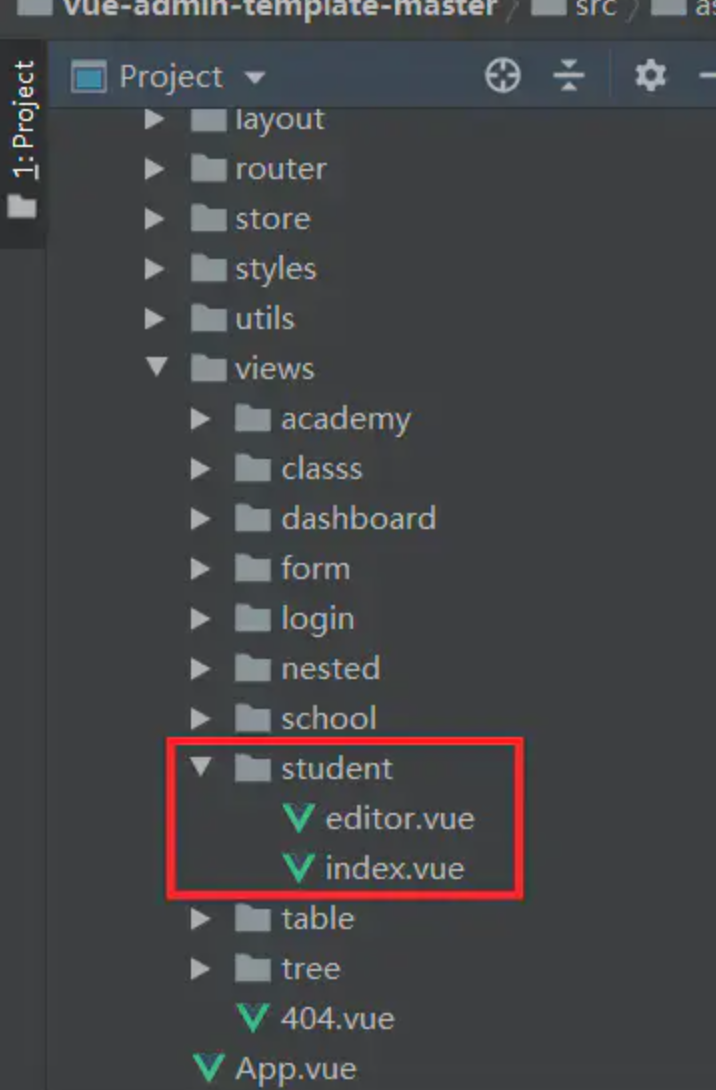 vue-admin-template-master src as
1: Project
Project
layout
router
store
styles
utils
views
academy
classs
dashboard
form
login
nested
school
student
editor.vue
index.vue
table
tree
404.vue
App.vue